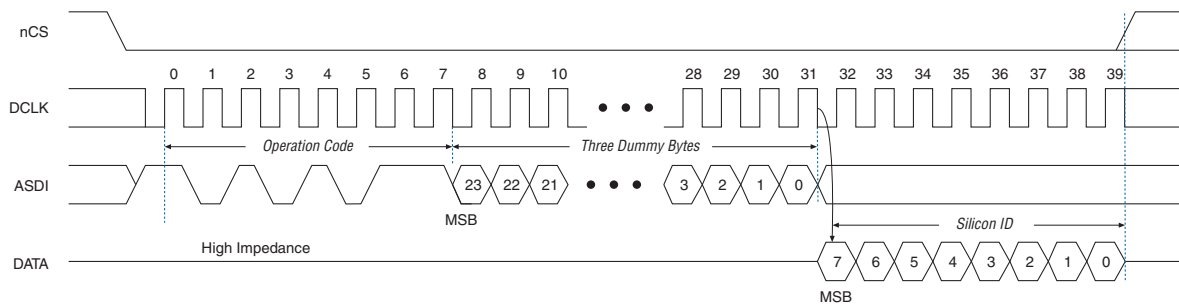 nCS
0 1 2 3 4 5 6 7 8 9 10 28 29 30 31 32 33 34 35 36 37 38 39
DCLK
Operation Code Three Dummy Bytes
ASDI
23 22 21 3 2 1 0
MSB
Silicon ID
High Impedance
DATA
7 6 5 4 3 2 1 0
MSB